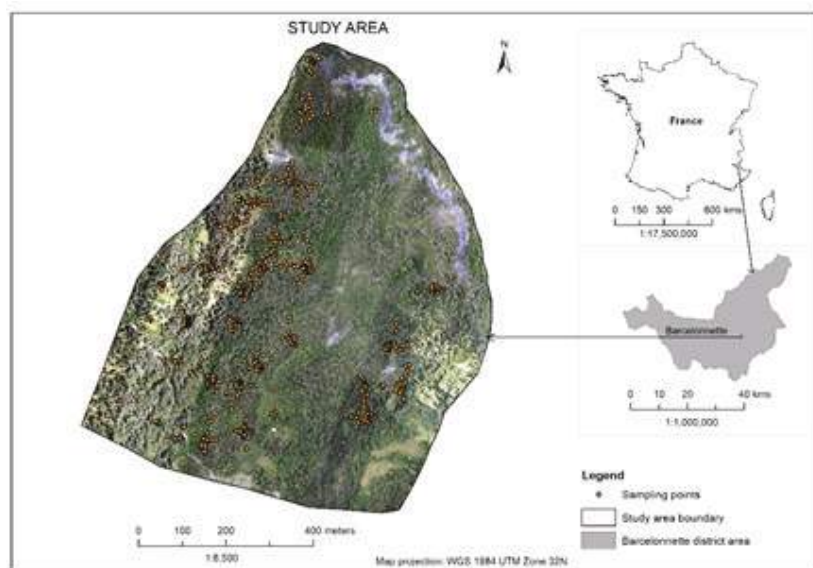 STUDY AREA
N
France
0 150 300 600 kms
1:17,500,000
Barcelonnette
0 10 20 40 kms
1:1,000,000
Legend
Sampling points
Study area boundary
Barcelonnette district area
0 100 200 400 meters
1:6,500
Map projection: WGS 1984 UTM Zone 32N